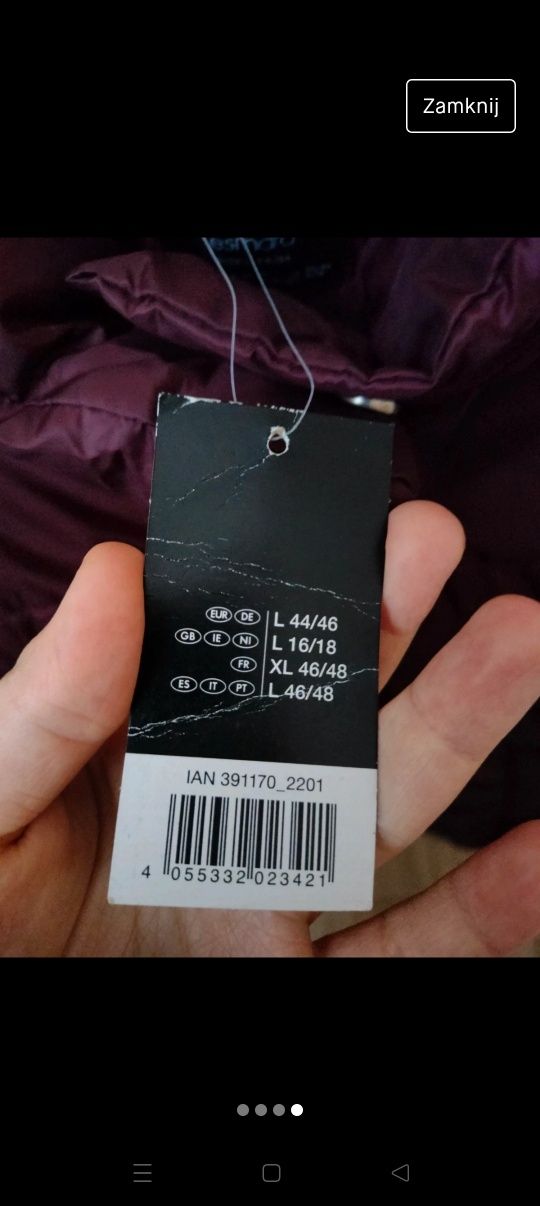 Zamknij
EUR DE L 44/46
GB IE NI L 16/18
FR XL 46/48
ES IT PT L 46/48
IAN 391170_2201
4 055332 023421